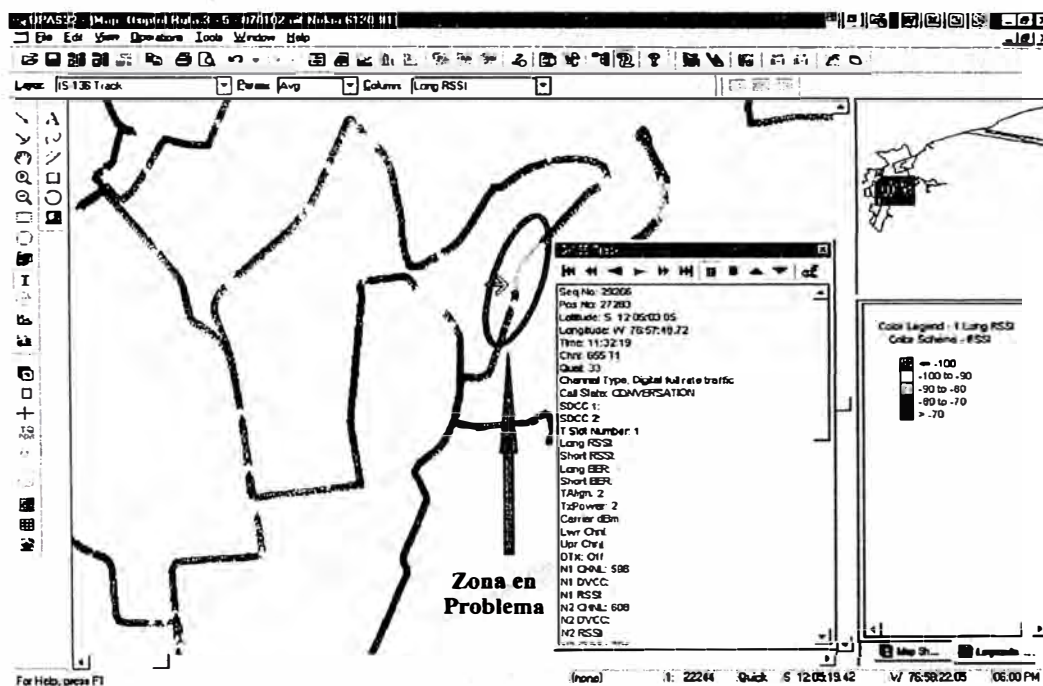 File Edit View Operations Tools Window Help
Layer: IS-136 Track Param: Avg Column: Long RSSI
Seq No: 29206
Pos No: 27283
Latitude: S 12:05:03.05
Longitude: W 76:57:48.72
Time: 11:32:19
Chnl: 655 T1
Qual: 33
Channel Type: Digital full rate traffic
Call State: CONVERSATION
SDCC 1:
SDCC 2:
T Slot Number: 1
Long RSSI:
Short RSSI:
Long BER:
Short BER:
TAlign: 2
TxPower: 2
Carrier dBm
Lwr Chnl
Upr Chnl
DTX: Off
N1 CHNL: 596
N1 DVCC:
N1 RSSI
N2 CHNL: 608
N2 DVCC:
N2 RSSI
Zona en
Problema
Color Legend - 1:Long RSSI
Color Scheme - RSSI
<= -100
-100 to -90
-90 to -80
-80 to -70
> -70
Map Sh... Legends ...
For Help, press F1 (none) 1: 22244 Quick S 12:05:19.42 W 76:58:22.05 06:00 PM